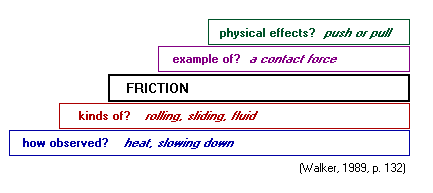 physical effects? push or pull
example of? a contact force
FRICTION
kinds of? rolling, sliding, fluid
how observed? heat, slowing down
(Walker, 1989, p. 132)